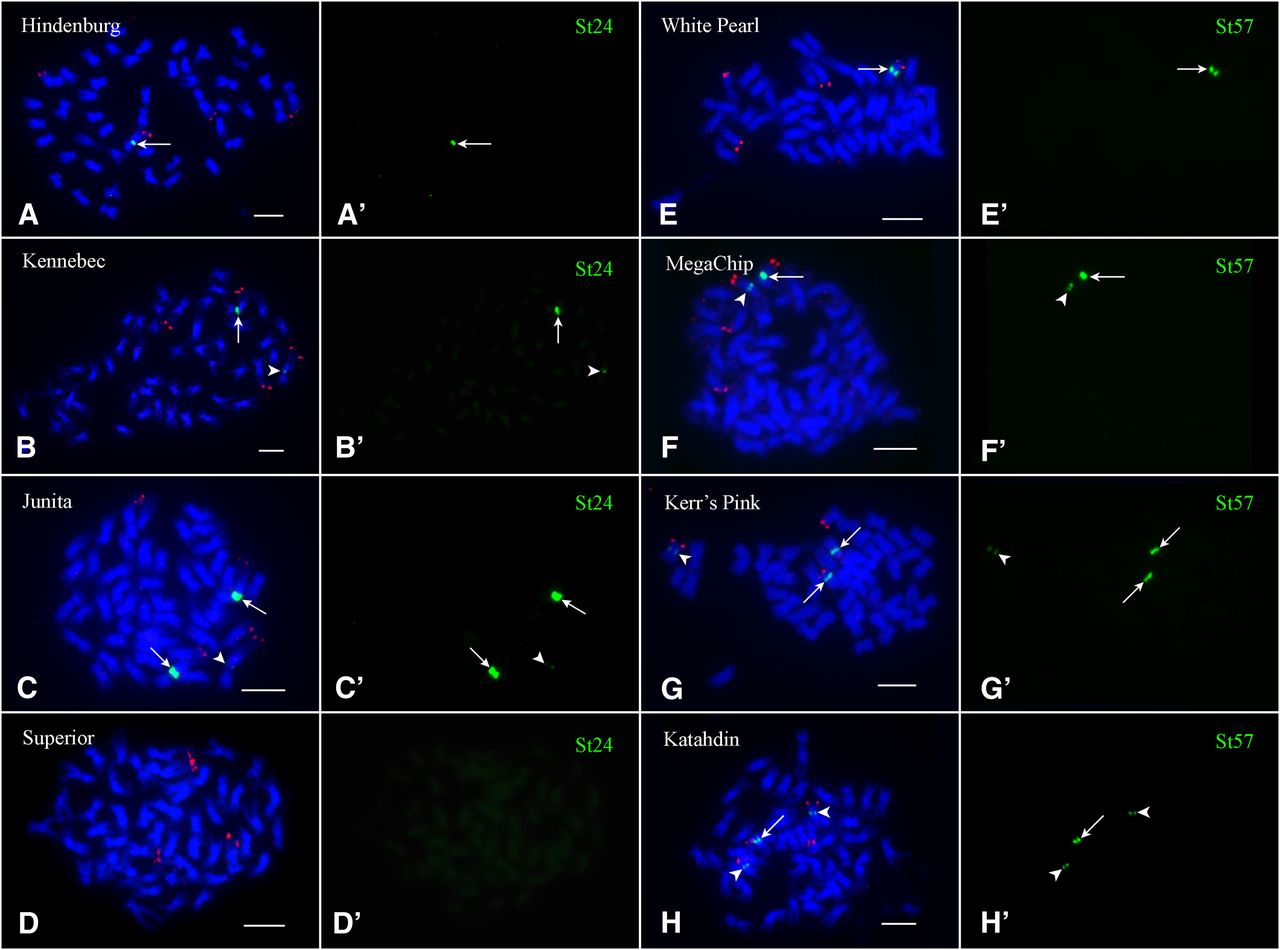 Hindenburg
St24
A
A’
White Pearl
St57
E
E’
Kennebec
St24
B
B’
MegaChip
St57
F
F’
Junita
St24
C
C’
Kerr’s Pink
St57
G
G’
Superior
St24
D
D’
Katahdin
St57
H
H’